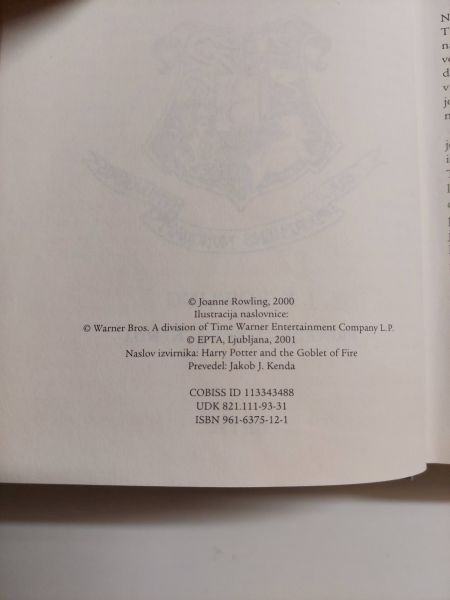 © Joanne Rowling, 2000
Ilustracija naslovnice:
© Warner Bros. A division of Time Warner Entertainment Company L.P.
© EPTA, Ljubljana, 2001
Naslov izvirnika: Harry Potter and the Goblet of Fire
Prevedel: Jakob J. Kenda
COBISS ID 113343488
UDK 821.111-93-31
ISBN 961-6375-12-1